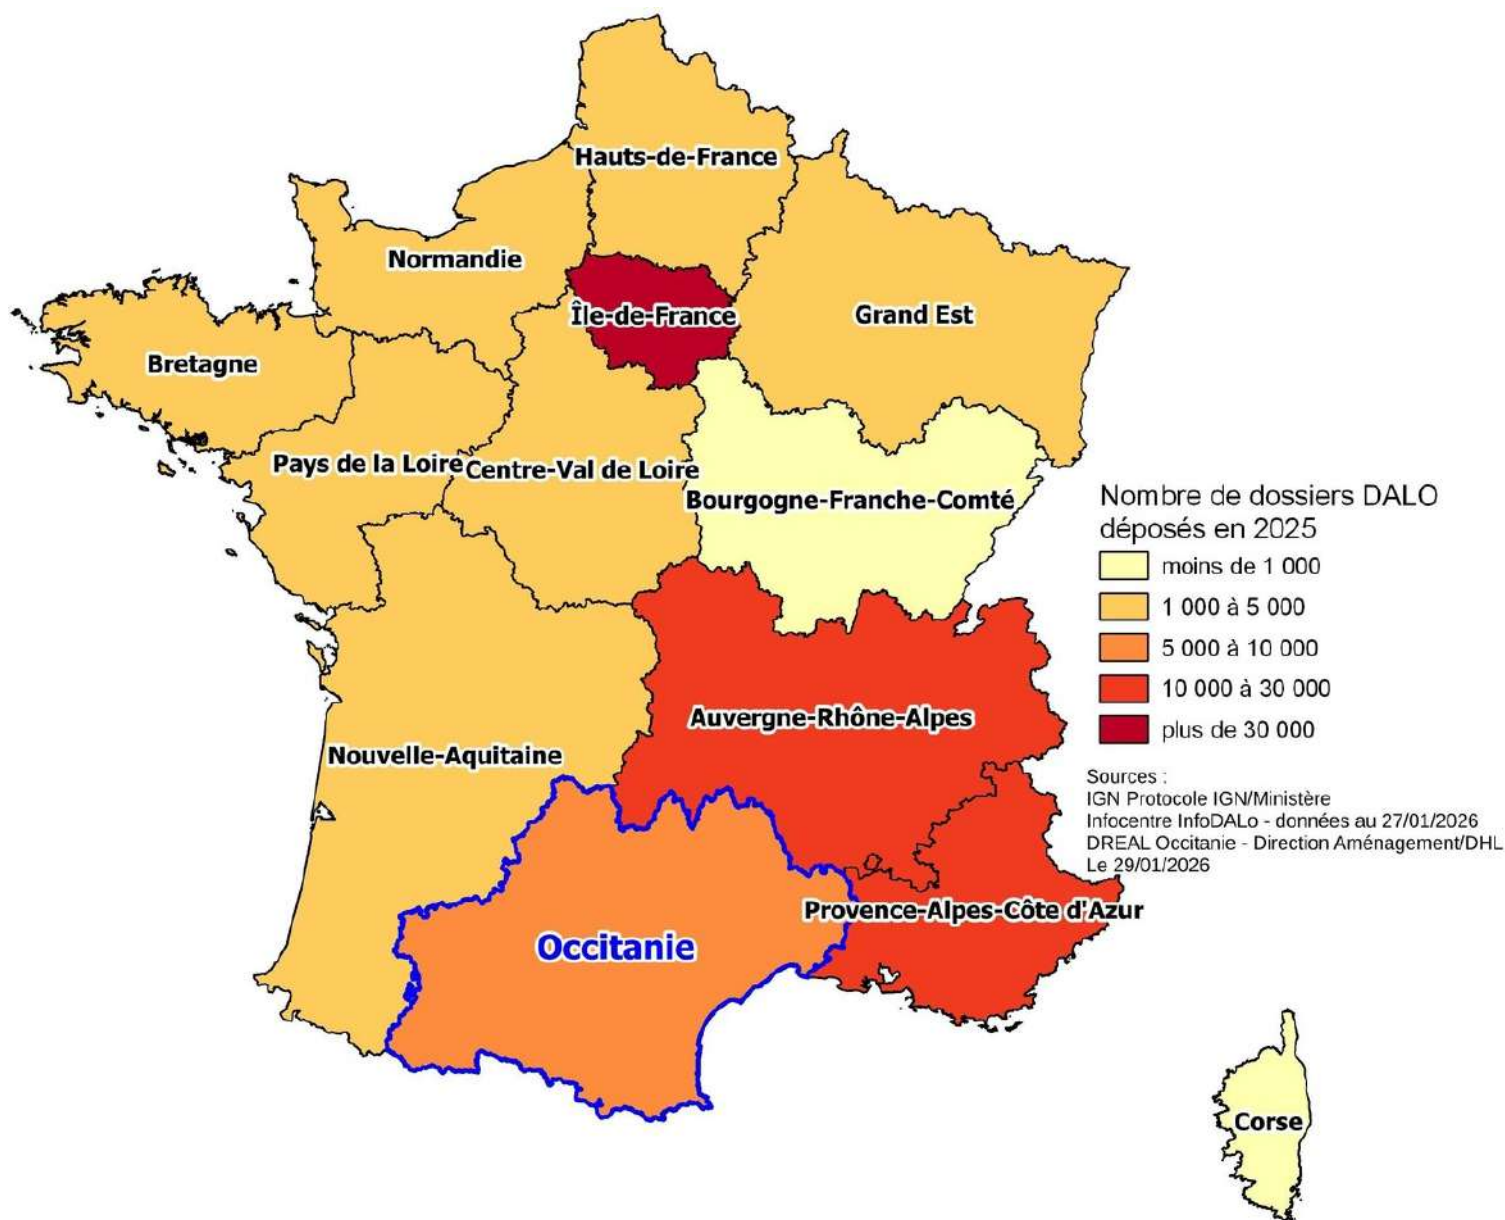 Hauts-de-France
Normandie
Île-de-France
Grand Est
Bretagne
Pays de la Loire
Centre-Val de Loire
Bourgogne-Franche-Comté
Nombre de dossiers DALO
déposés en 2025
moins de 1 000
1 000 à 5 000
5 000 à 10 000
10 000 à 30 000
plus de 30 000
Auvergne-Rhône-Alpes
Nouvelle-Aquitaine
Sources :
IGN Protocole IGN/Ministère
Infocentre InfoDALo - données au 27/01/2026
DREAL Occitanie - Direction Aménagement/DHL
Le 29/01/2026
Provence-Alpes-Côte d'Azur
Occitanie
Corse